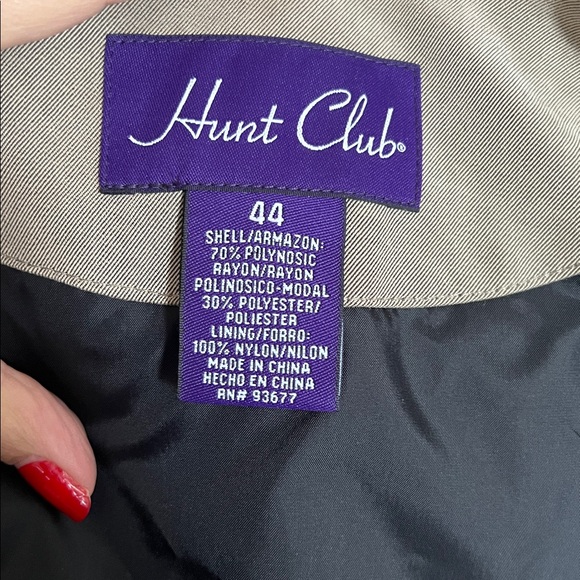 Hunt Club®
44
SHELL/ARMAZON:
70% POLYNOSIC
RAYON/RAYON
POLINOSICO-MODAL
30% POLYESTER/
POLIESTER
LINING/FORRO:
100% NYLON/NILON
MADE IN CHINA
HECHO EN CHINA
RN# 93677